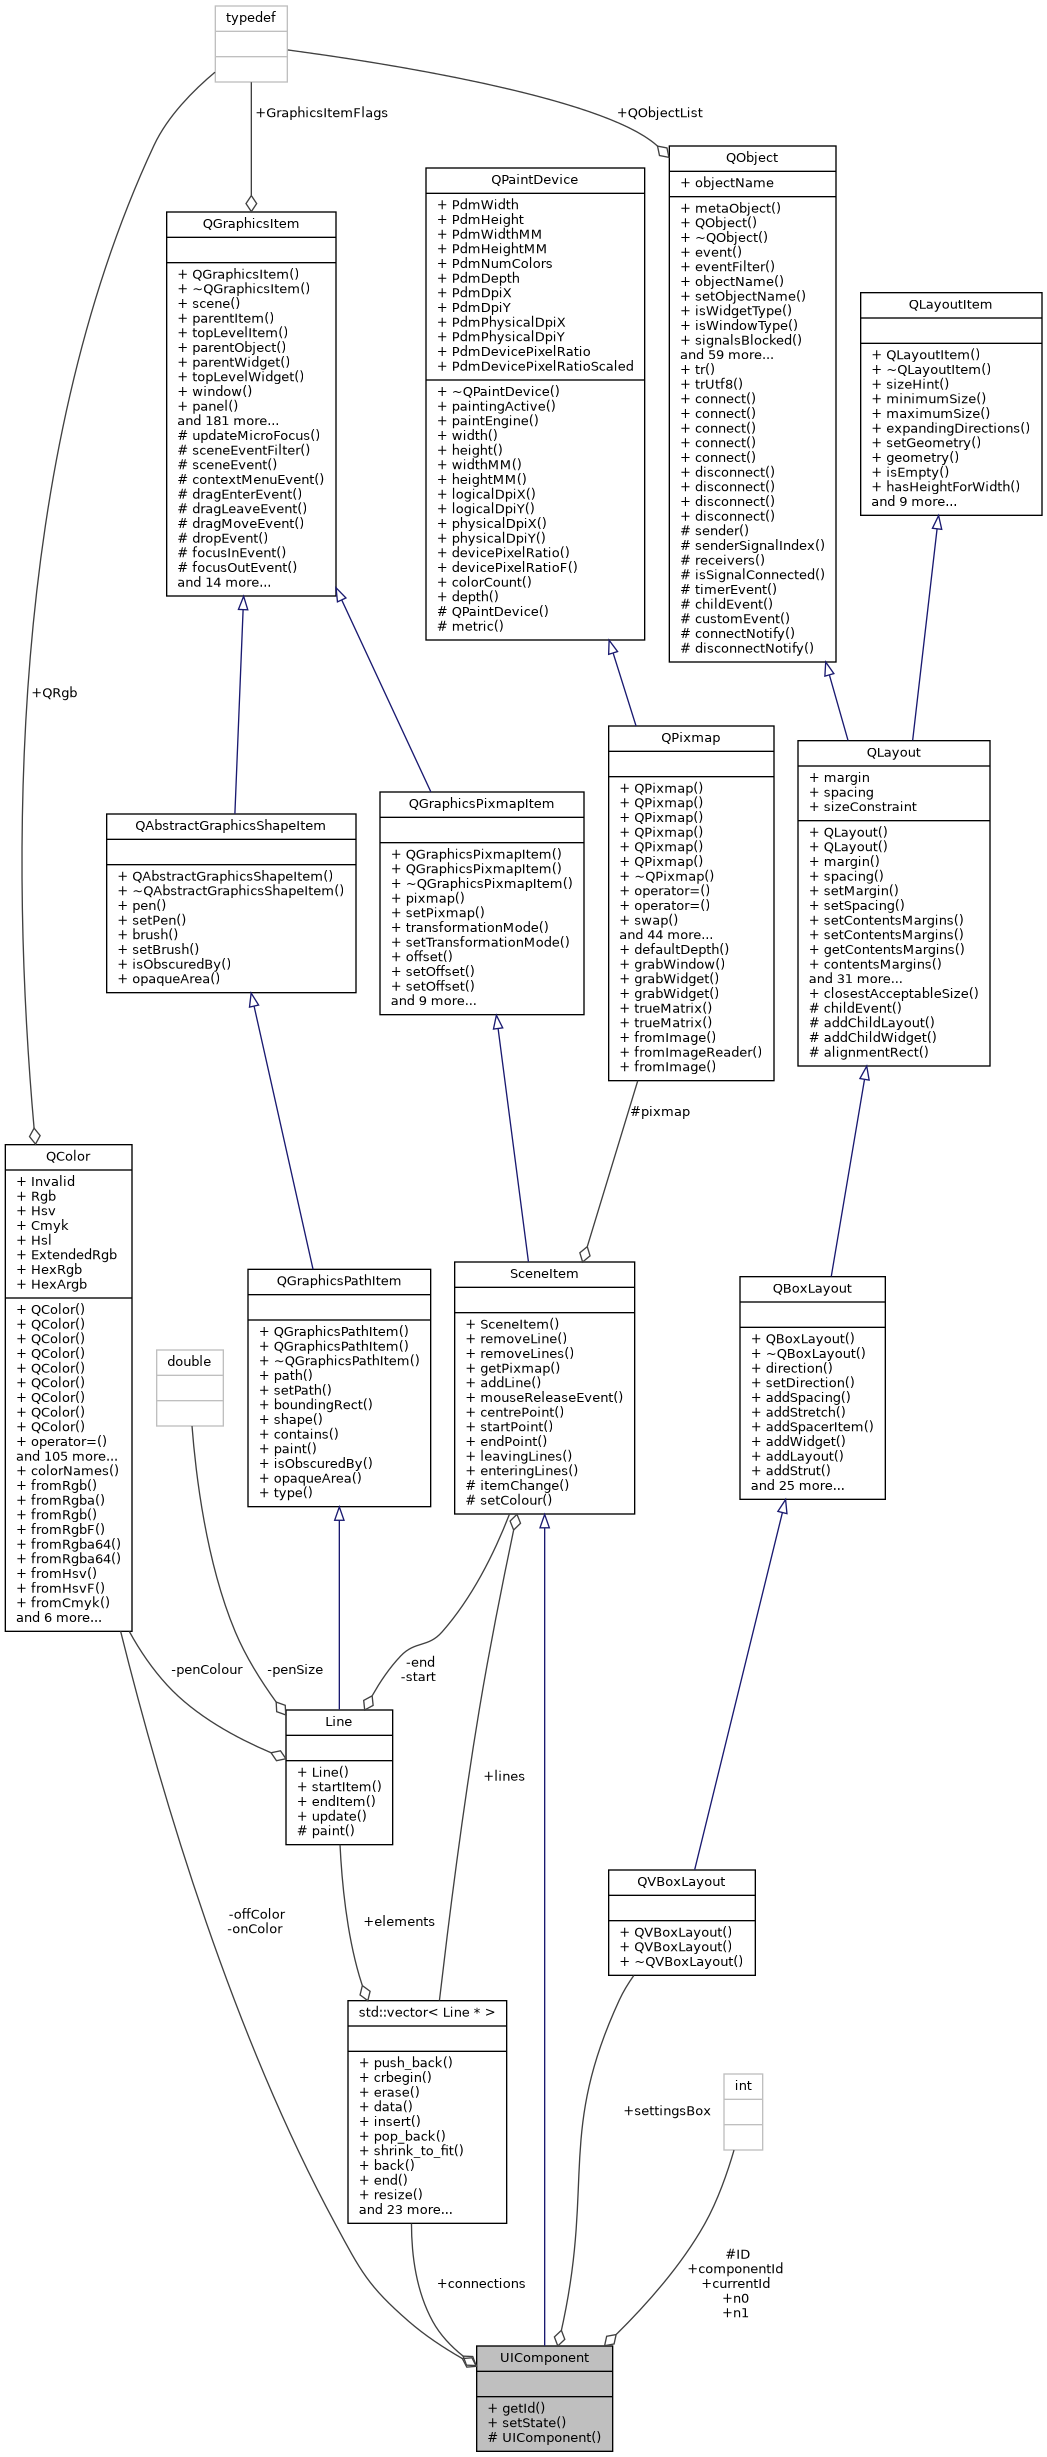 typedef
+GraphicsItemFlags
+QObjectList
+QRgb
QGraphicsItem
+ QGraphicsItem()
+ ~QGraphicsItem()
+ scene()
+ parentItem()
+ topLevelItem()
+ parentObject()
+ parentWidget()
+ topLevelWidget()
+ window()
+ panel()
and 181 more...
# updateMicroFocus()
# sceneEventFilter()
# sceneEvent()
# contextMenuEvent()
# dragEnterEvent()
# dragLeaveEvent()
# dragMoveEvent()
# dropEvent()
# focusInEvent()
# focusOutEvent()
and 14 more...
QPaintDevice
+ PdmWidth
+ PdmHeight
+ PdmWidthMM
+ PdmHeightMM
+ PdmNumColors
+ PdmDepth
+ PdmDpiX
+ PdmDpiY
+ PdmPhysicalDpiX
+ PdmPhysicalDpiY
+ PdmDevicePixelRatio
+ PdmDevicePixelRatioScaled
+ ~QPaintDevice()
+ paintingActive()
+ paintEngine()
+ width()
+ height()
+ widthMM()
+ heightMM()
+ logicalDpiX()
+ logicalDpiY()
+ physicalDpiX()
+ physicalDpiY()
+ devicePixelRatio()
+ devicePixelRatioF()
+ colorCount()
+ depth()
# QPaintDevice()
# metric()
QObject
+ objectName
+ metaObject()
+ QObject()
+ ~QObject()
+ event()
+ eventFilter()
+ objectName()
+ setObjectName()
+ isWidgetType()
+ isWindowType()
+ signalsBlocked()
and 59 more...
+ tr()
+ trUtf8()
+ connect()
+ connect()
+ connect()
+ connect()
+ connect()
+ disconnect()
+ disconnect()
+ disconnect()
+ disconnect()
# sender()
# senderSignalIndex()
# receivers()
# isSignalConnected()
# timerEvent()
# childEvent()
# customEvent()
# connectNotify()
# disconnectNotify()
QLayoutItem
+ QLayoutItem()
+ ~QLayoutItem()
+ sizeHint()
+ minimumSize()
+ maximumSize()
+ expandingDirections()
+ setGeometry()
+ geometry()
+ isEmpty()
+ hasHeightForWidth()
and 9 more...
QAbstractGraphicsShapeItem
+ QAbstractGraphicsShapeItem()
+ ~QAbstractGraphicsShapeItem()
+ pen()
+ setPen()
+ brush()
+ setBrush()
+ isObscuredBy()
+ opaqueArea()
QGraphicsPixmapItem
+ QGraphicsPixmapItem()
+ QGraphicsPixmapItem()
+ ~QGraphicsPixmapItem()
+ pixmap()
+ setPixmap()
+ transformationMode()
+ setTransformationMode()
+ offset()
+ setOffset()
+ setOffset()
and 9 more...
QPixmap
+ QPixmap()
+ QPixmap()
+ QPixmap()
+ QPixmap()
+ QPixmap()
+ QPixmap()
+ ~QPixmap()
+ operator=()
+ operator=()
+ swap()
and 44 more...
+ defaultDepth()
+ grabWindow()
+ grabWidget()
+ grabWidget()
+ trueMatrix()
+ trueMatrix()
+ fromImage()
+ fromImageReader()
+ fromImage()
QLayout
+ margin
+ spacing
+ sizeConstraint
+ QLayout()
+ QLayout()
+ margin()
+ spacing()
+ setMargin()
+ setSpacing()
+ setContentsMargins()
+ setContentsMargins()
+ getContentsMargins()
+ contentsMargins()
and 31 more...
+ closestAcceptableSize()
# childEvent()
# addChildLayout()
# addChildWidget()
# alignmentRect()
#pixmap
QColor
+ Invalid
+ Rgb
+ Hsv
+ Cmyk
+ Hsl
+ ExtendedRgb
+ HexRgb
+ HexArgb
+ QColor()
+ QColor()
+ QColor()
+ QColor()
+ QColor()
+ QColor()
+ QColor()
+ QColor()
+ QColor()
+ operator=()
and 105 more...
+ colorNames()
+ fromRgb()
+ fromRgba()
+ fromRgb()
+ fromRgbF()
+ fromRgba64()
+ fromRgba64()
+ fromHsv()
+ fromHsvF()
+ fromCmyk()
and 6 more...
double
QGraphicsPathItem
+ QGraphicsPathItem()
+ QGraphicsPathItem()
+ ~QGraphicsPathItem()
+ path()
+ setPath()
+ boundingRect()
+ shape()
+ contains()
+ paint()
+ isObscuredBy()
+ opaqueArea()
+ type()
SceneItem
+ SceneItem()
+ removeLine()
+ removeLines()
+ getPixmap()
+ addLine()
+ mouseReleaseEvent()
+ centrePoint()
+ startPoint()
+ endPoint()
+ leavingLines()
+ enteringLines()
# itemChange()
# setColour()
QBoxLayout
+ QBoxLayout()
+ ~QBoxLayout()
+ direction()
+ setDirection()
+ addSpacing()
+ addStretch()
+ addSpacerItem()
+ addWidget()
+ addLayout()
+ addStrut()
and 25 more...
-penColour
-penSize
-end
-start
Line
+ Line()
+ startItem()
+ endItem()
+ update()
# paint()
+lines
-offColor
-onColor
+elements
QVBoxLayout
+ QVBoxLayout()
+ QVBoxLayout()
+ ~QVBoxLayout()
std::vector< Line * >
+ push_back()
+ crbegin()
+ erase()
+ data()
+ insert()
+ pop_back()
+ shrink_to_fit()
+ back()
+ end()
+ resize()
and 23 more...
+settingsBox
int
+connections
#ID
+componentId
+currentId
+n0
+n1
UIComponent
+ getId()
+ setState()
# UIComponent()